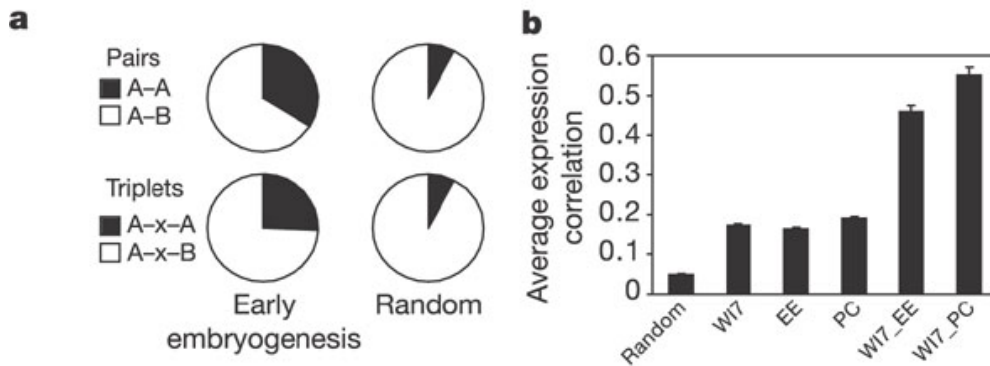 a
Pairs
A–A
A–B
Triplets
A–x–A
A–x–B
Early
embryogenesis
Random
b
Average expression
correlation
0.6
0.5
0.4
0.3
0.2
0.1
0
Random
WI7
EE
PC
WI7_EE
WI7_PC